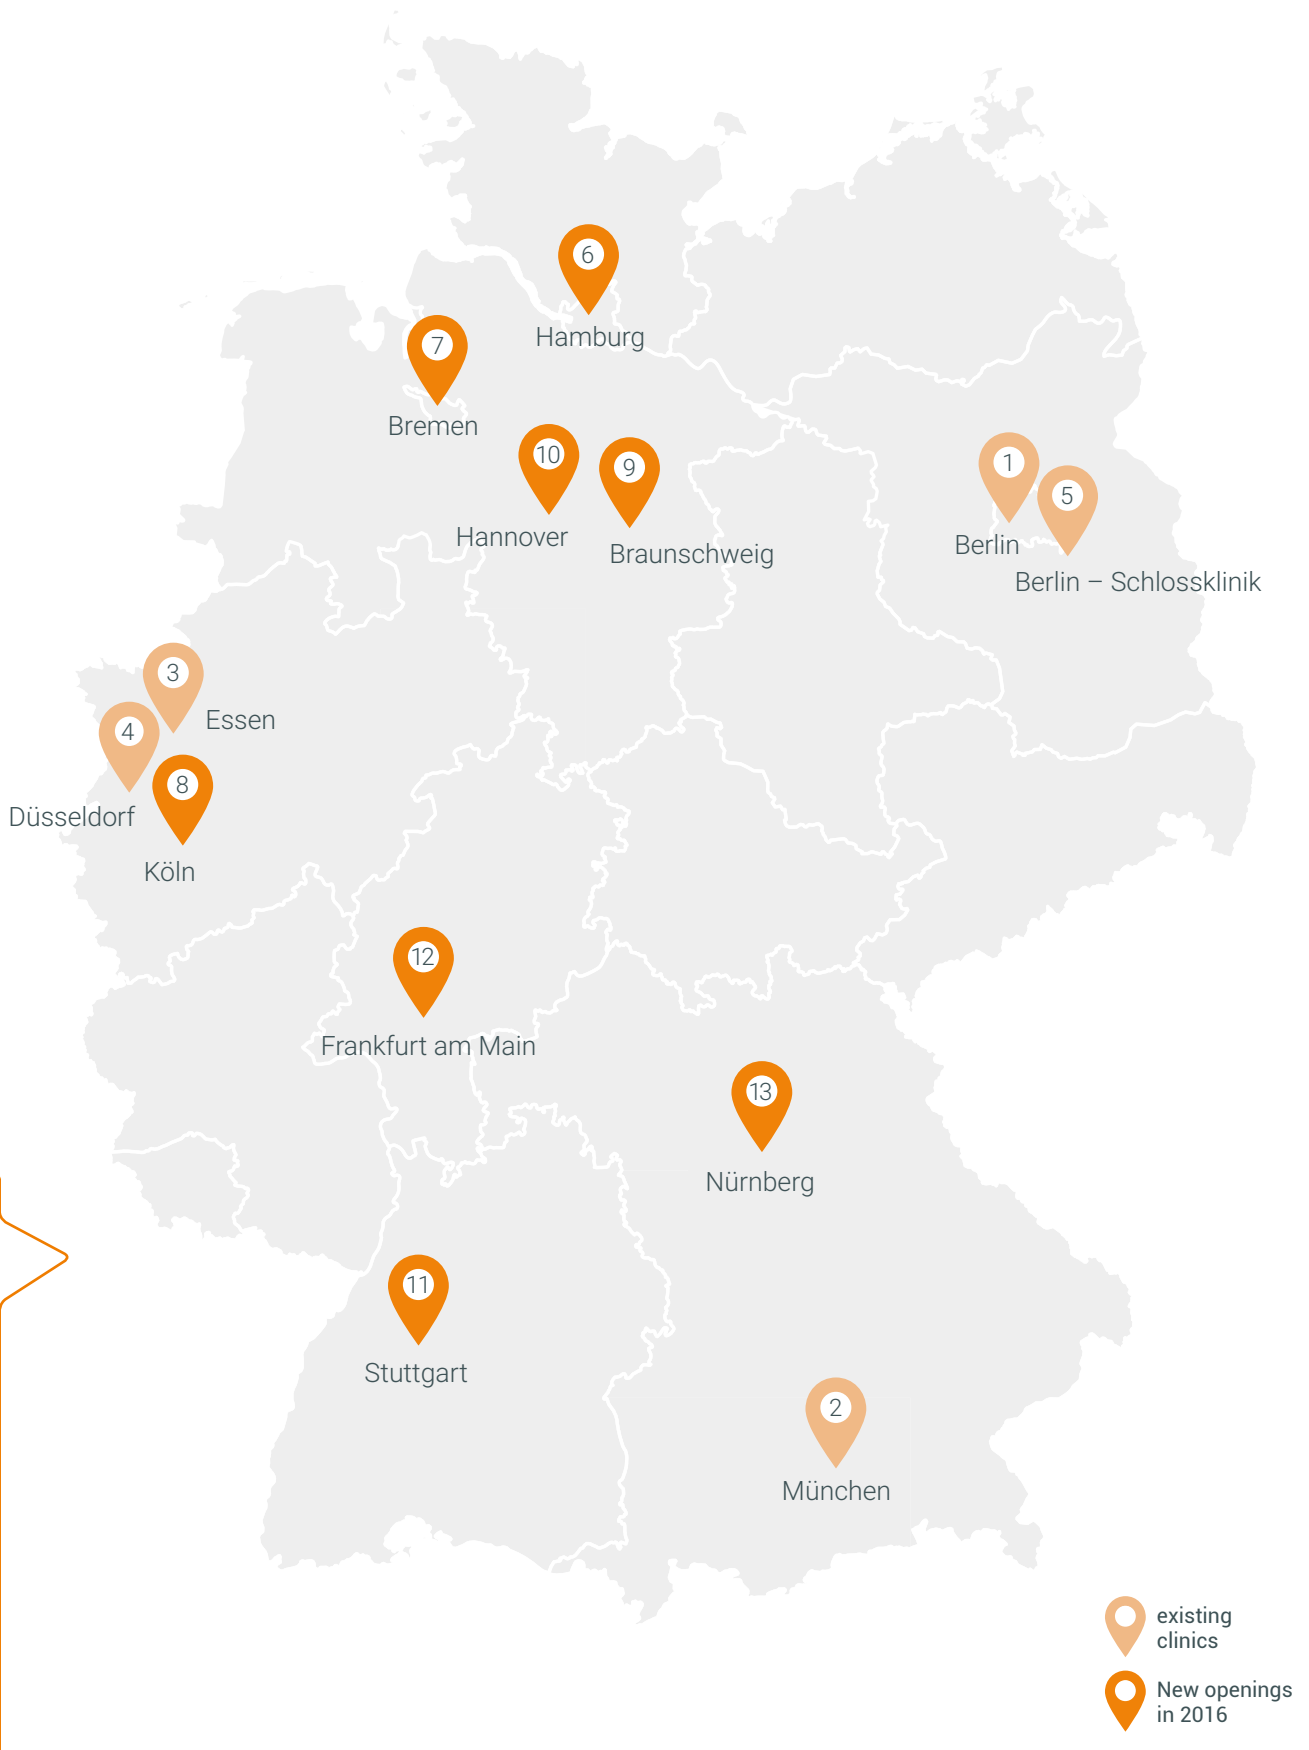 6
Hamburg
7
Bremen
10
Hannover
9
Braunschweig
1
Berlin
5
Berlin – Schlossklinik
3
Essen
4
Düsseldorf
8
Köln
12
Frankfurt am Main
13
Nürnberg
11
Stuttgart
2
München
existing
clinics
New openings
in 2016